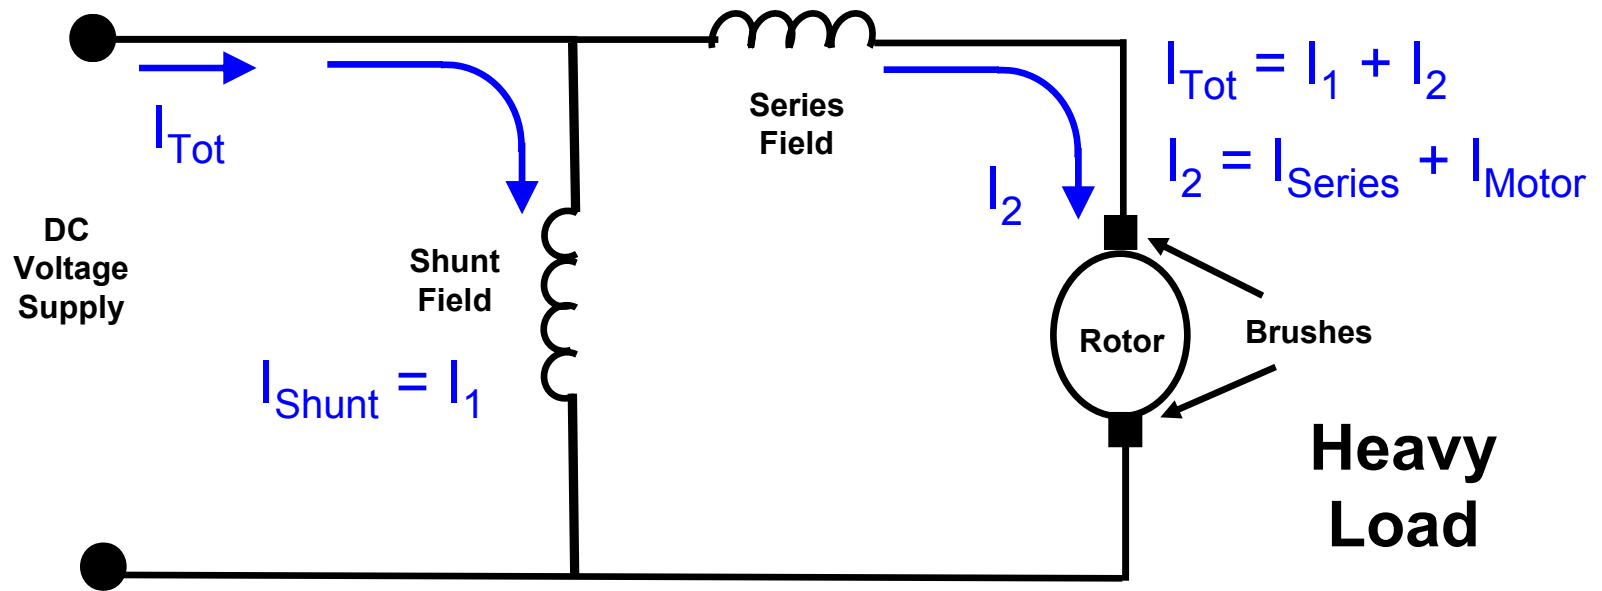 I_Tot
DC
Voltage
Supply
Shunt
Field
I_Shunt = I_1
Series
Field
I_2
I_Tot = I_1 + I_2
I_2 = I_Series + I_Motor
Rotor
Brushes
Heavy
Load